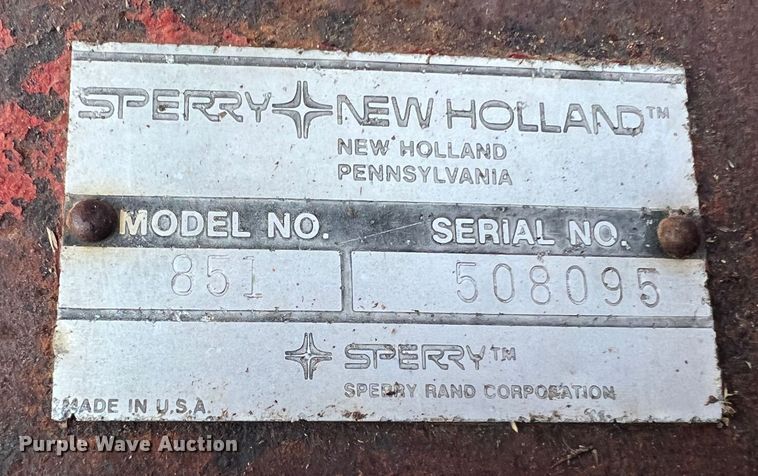 SPERRY NEW HOLLAND™
NEW HOLLAND
PENNSYLVANIA
MODEL NO. SERIAL NO.
851 508095
SPERRY™
SPERRY RAND CORPORATION
MADE IN U.S.A.
Purple Wave Auction